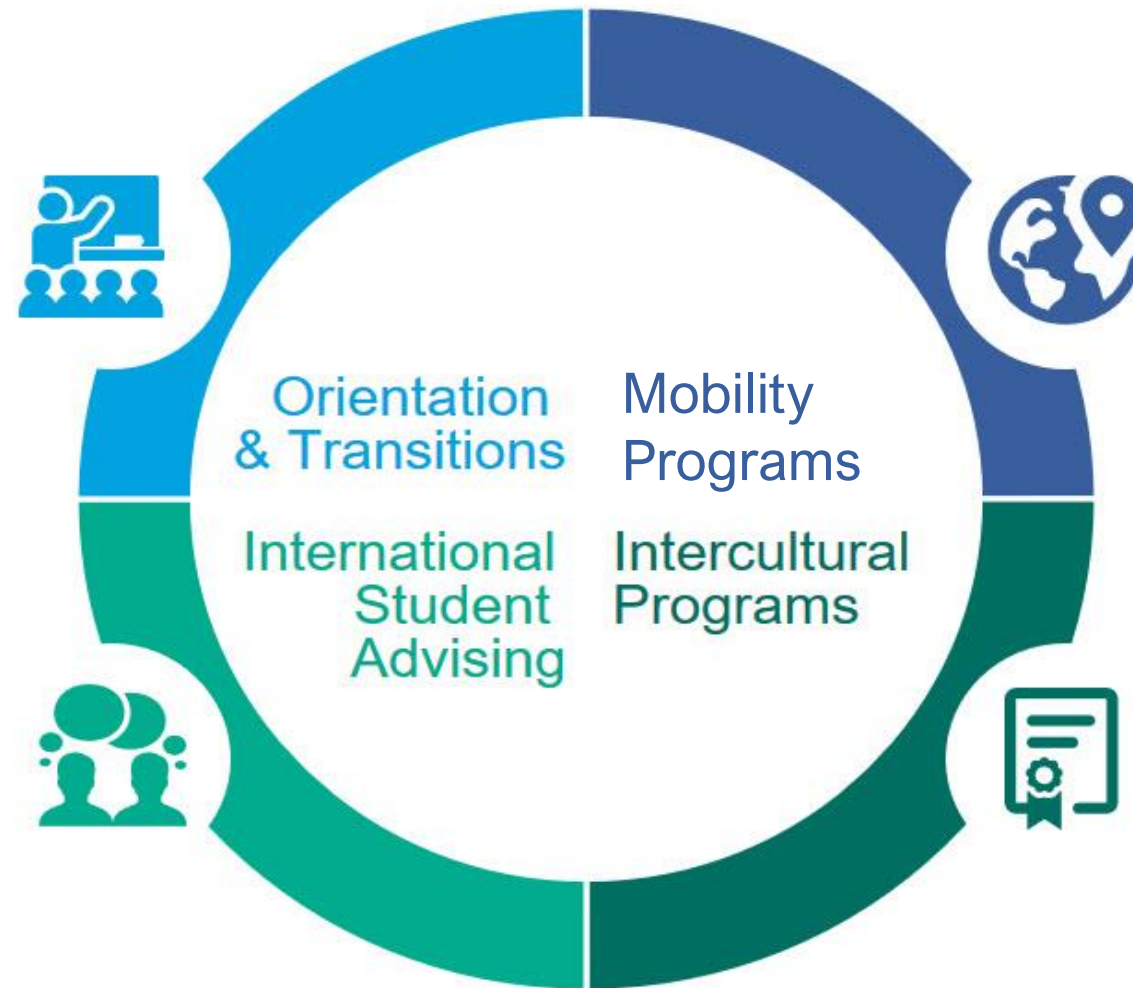 Orientation
& Transitions
Mobility
Programs
International
Student
Advising
Intercultural
Programs